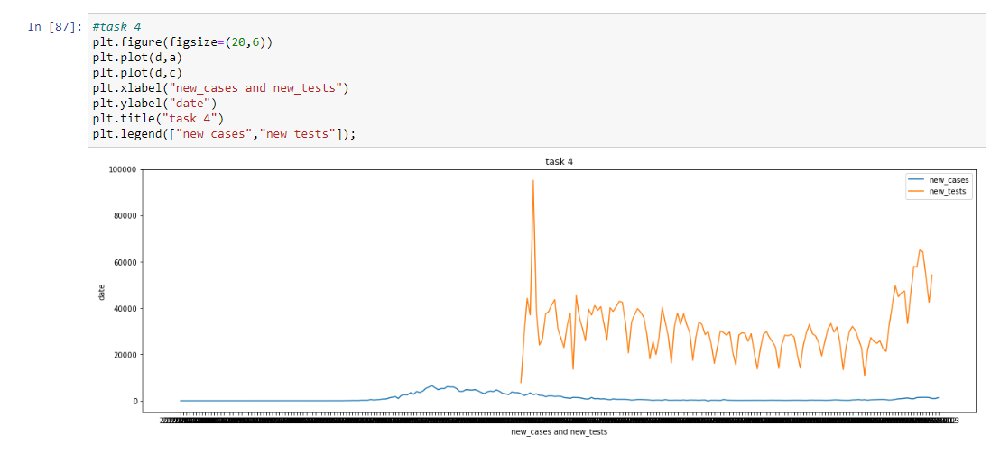 In [87]: #task 4
plt.figure(figsize=(20,6))
plt.plot(d,a)
plt.plot(d,c)
plt.xlabel("new_cases and new_tests")
plt.ylabel("date")
plt.title("task 4")
plt.legend(["new_cases","new_tests"]);
task 4
100000
80000
60000
40000
20000
0
date
new_cases
new_tests
new_cases and new_tests